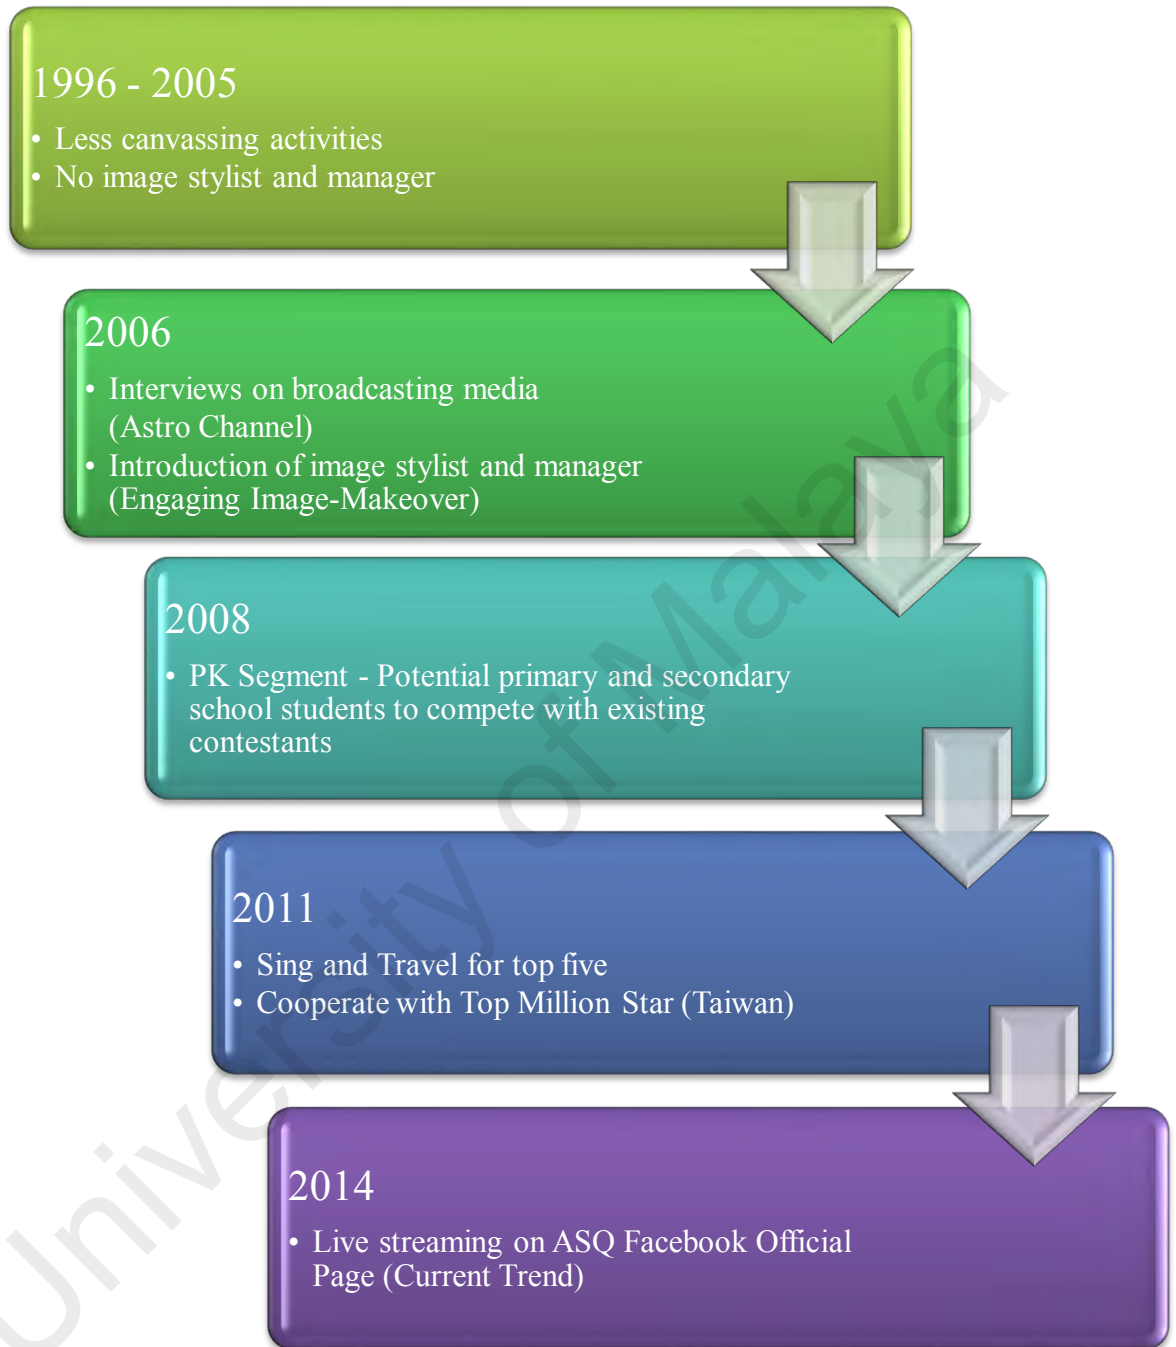 1996 - 2005
• Less canvassing activities
• No image stylist and manager
2006
• Interviews on broadcasting media
(Astro Channel)
• Introduction of image stylist and manager
(Engaging Image-Makeover)
2008
• PK Segment - Potential primary and secondary
school students to compete with existing
contestants
2011
• Sing and Travel for top five
• Cooperate with Top Million Star (Taiwan)
2014
• Live streaming on ASQ Facebook Official
Page (Current Trend)
University of Malaya